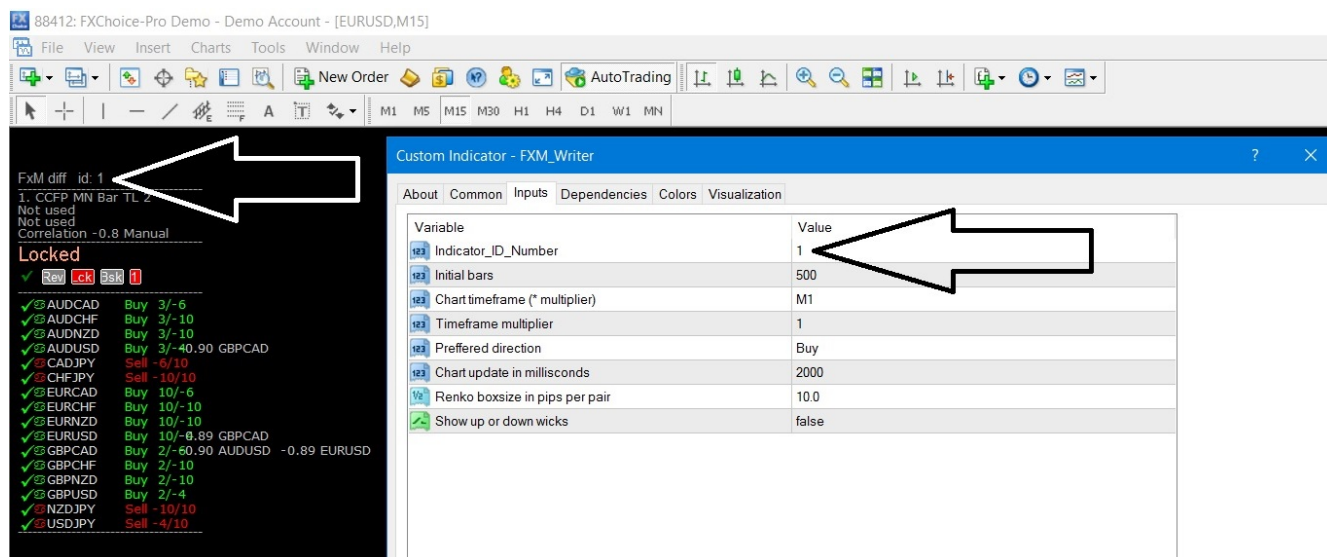 88412: FXChoice-Pro Demo - Demo Account - [EURUSD,M15]
File View Insert Charts Tools Window Help
New Order AutoTrading
A T M1 M5 M15 M30 H1 H4 D1 W1 MN
FxM diff id: 1
1. CCFP MN Bar TL 2
Not used
Not used
Correlation -0.8 Manual
Locked
Rev Lck Bsk 1
AUDCAD Buy 3/-6
AUDCHF Buy 3/-10
AUDNZD Buy 3/-10
AUDUSD Buy 3/-40.90 GBPCAD
CADJPY Sell -6/10
CHFJPY Sell -10/10
EURCAD Buy 10/-6
EURCHF Buy 10/-10
EURNZD Buy 10/-10
EURUSD Buy 10/-0.89 GBPCAD
GBPCAD Buy 2/-60.90 AUDUSD -0.89 EURUSD
GBPCHF Buy 2/-10
GBPNZD Buy 2/-10
GBPUSD Buy 2/-4
NZDJPY Sell -10/10
USDJPY Sell -4/10
Custom Indicator - FXM_Writer
About Common Inputs Dependencies Colors Visualization
Variable Value
Indicator_ID_Number 1
Initial bars 500
Chart timeframe (* multiplier) M1
Timeframe multiplier 1
Preffered direction Buy
Chart update in milllisconds 2000
Renko boxsize in pips per pair 10.0
Show up or down wicks false